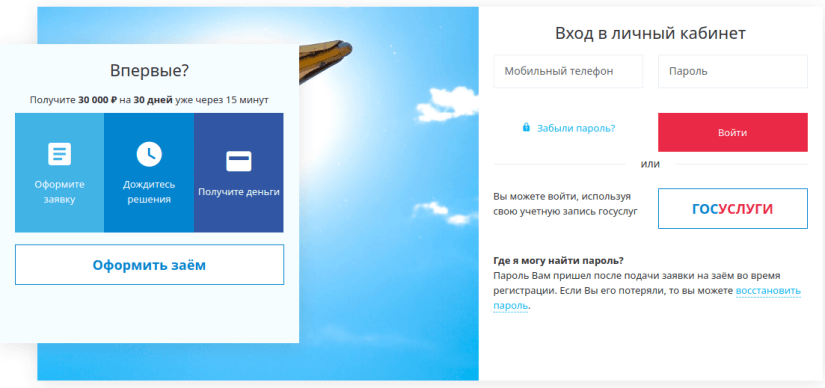 Впервые?
Получите 30 000 ₽ на 30 дней уже через 15 минут
Оформите
заявку
Дождитесь
решения
Получите деньги
Оформить заём
Вход в личный кабинет
Мобильный телефон
Пароль
Забыли пароль?
Войти
или
Вы можете войти, используя
свою учетную запись госуслуг
ГОСУСЛУГИ
Где я могу найти пароль?
Пароль Вам пришел после подачи заявки на заём во время
регистрации. Если Вы его потеряли, то вы можете восстановить
пароль.